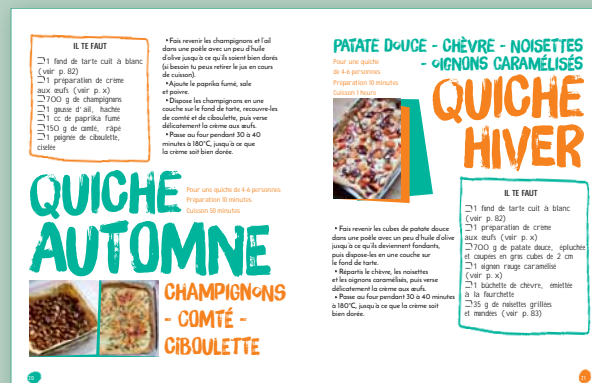 IL TE FAUT
1 fond de tarte cuit à blanc
(voir p. 82)
1 préparation de crème
aux œufs (voir p. x)
700 g de champignons
1 gousse d'ail, hachée
1 cc de paprika fumé
150 g de comté, râpé
1 poignée de ciboulette,
ciselée
• Fais revenir les champignons et l'ail
dans une poêle avec un peu d'huile
d'olive jusqu'à ce qu'ils soient bien dorés
(si besoin tu peux retirer le jus en cours
de cuisson).
• Ajoute le paprika fumé, sale
et poivre.
• Dispose les champignons en une
couche sur le fond de tarte, recouvre-les
de comté et de ciboulette, puis verse
délicatement la crème aux œufs.
• Passe au four pendant 30 à 40
minutes à 180°C, jusqu'à ce que
la crème soit bien dorée.
QUICHE
AUTOMNE
Pour une quiche de 4-6 personnes
Préparation 10 minutes
Cuisson 50 minutes
CHAMPIGNONS
- COMTÉ -
CIBOULETTE
20
PATATE DOUCE - CHÈVRE - NOISETTES
- OIGNONS CARAMÉLISÉS
Pour une quiche
de 4-6 personnes
Préparation 10 minutes
Cuisson 1 heure
QUICHE
HIVER
• Fais revenir les cubes de patate douce
dans une poêle avec un peu d'huile d'olive
jusqu'à ce qu'ils deviennent fondants,
puis dispose-les en une couche sur
le fond de tarte.
• Répartis le chèvre, les noisettes
et les oignons caramélisés, puis verse
délicatement la crème aux œufs.
• Passe au four pendant 30 à 40 minutes
à 180°C, jusqu'à ce que la crème soit bien
dorée.
IL TE FAUT
1 fond de tarte cuit à blanc
(voir p. 82)
1 préparation de crème
aux œufs (voir p. x)
700 g de patate douce, épluchée
et coupées en gros cubes de 2 cm
1 oignon rouge caramélisé
(voir p. x)
1 bûchette de chèvre, émiettée
à la fourchette
35 g de noisettes grillées
et mondées (voir p. 83)
21